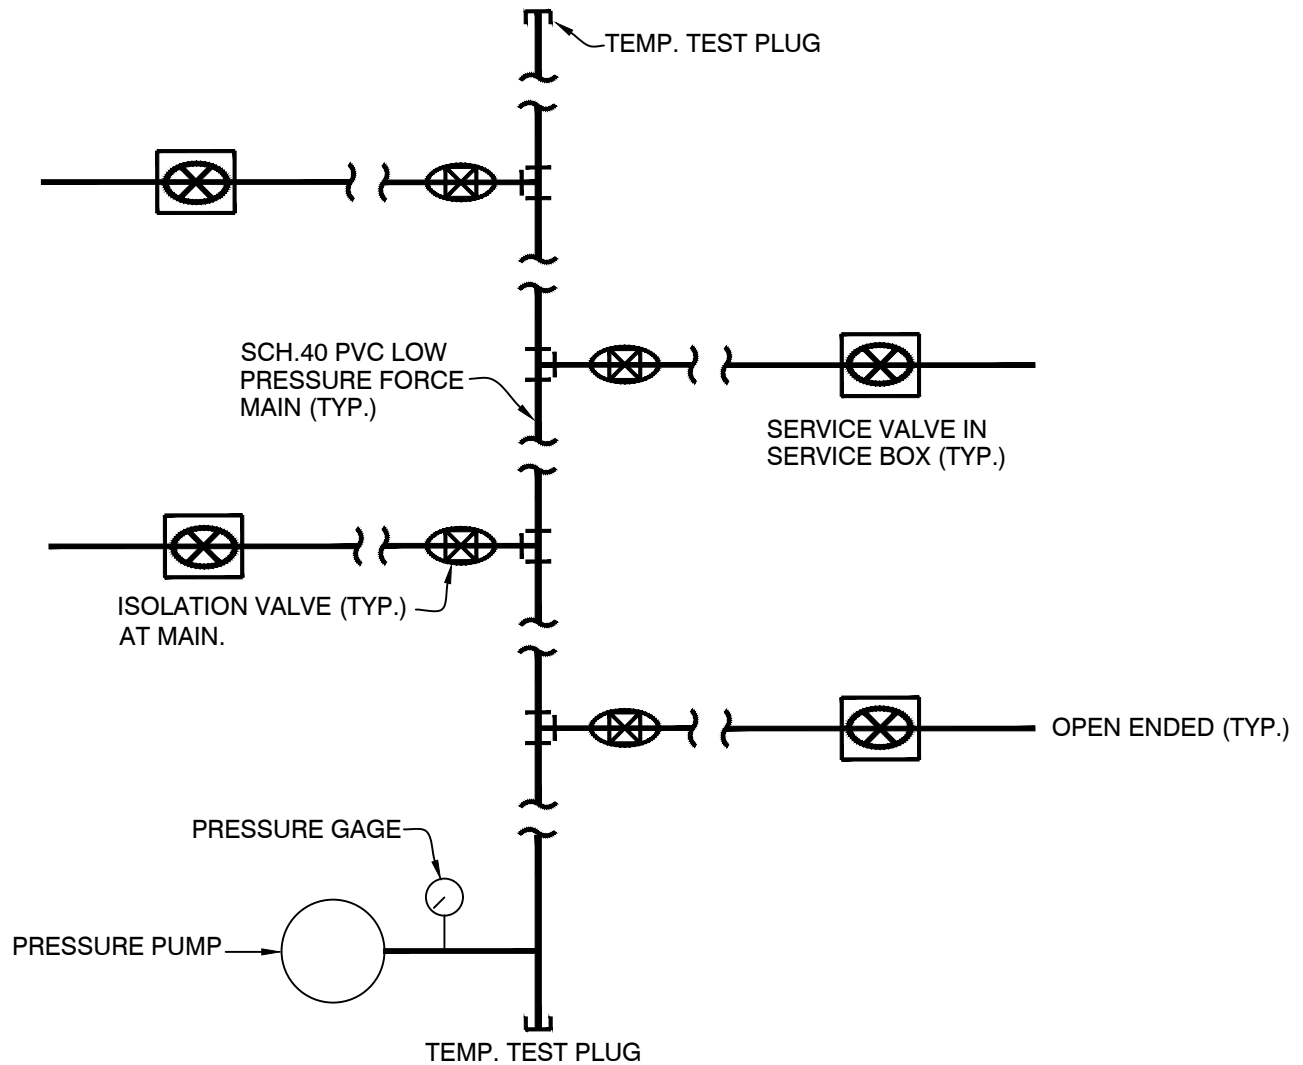 TEMP. TEST PLUG
SCH.40 PVC LOW
PRESSURE FORCE
MAIN (TYP.)
SERVICE VALVE IN
SERVICE BOX (TYP.)
ISOLATION VALVE (TYP.)
AT MAIN.
OPEN ENDED (TYP.)
PRESSURE GAGE
PRESSURE PUMP
TEMP. TEST PLUG